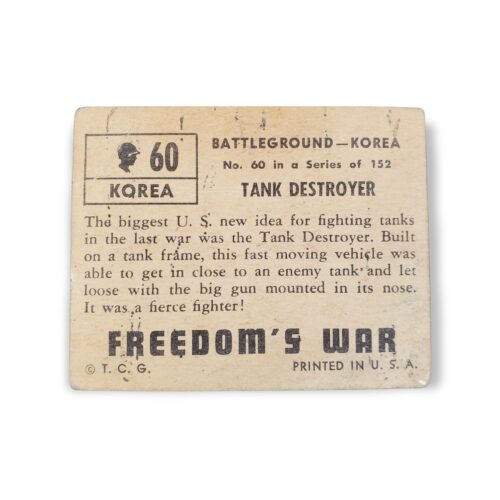 60
KOREA
BATTLEGROUND—KOREA
No. 60 in a Series of 152
TANK DESTROYER
The biggest U. S. new idea for fighting tanks
in the last war was the Tank Destroyer. Built
on a tank frame, this fast moving vehicle was
able to get in close to an enemy tank and let
loose with the big gun mounted in its nose.
It was a fierce fighter!
FREEDOM'S WAR
© T. C. G.
PRINTED IN U. S. A.